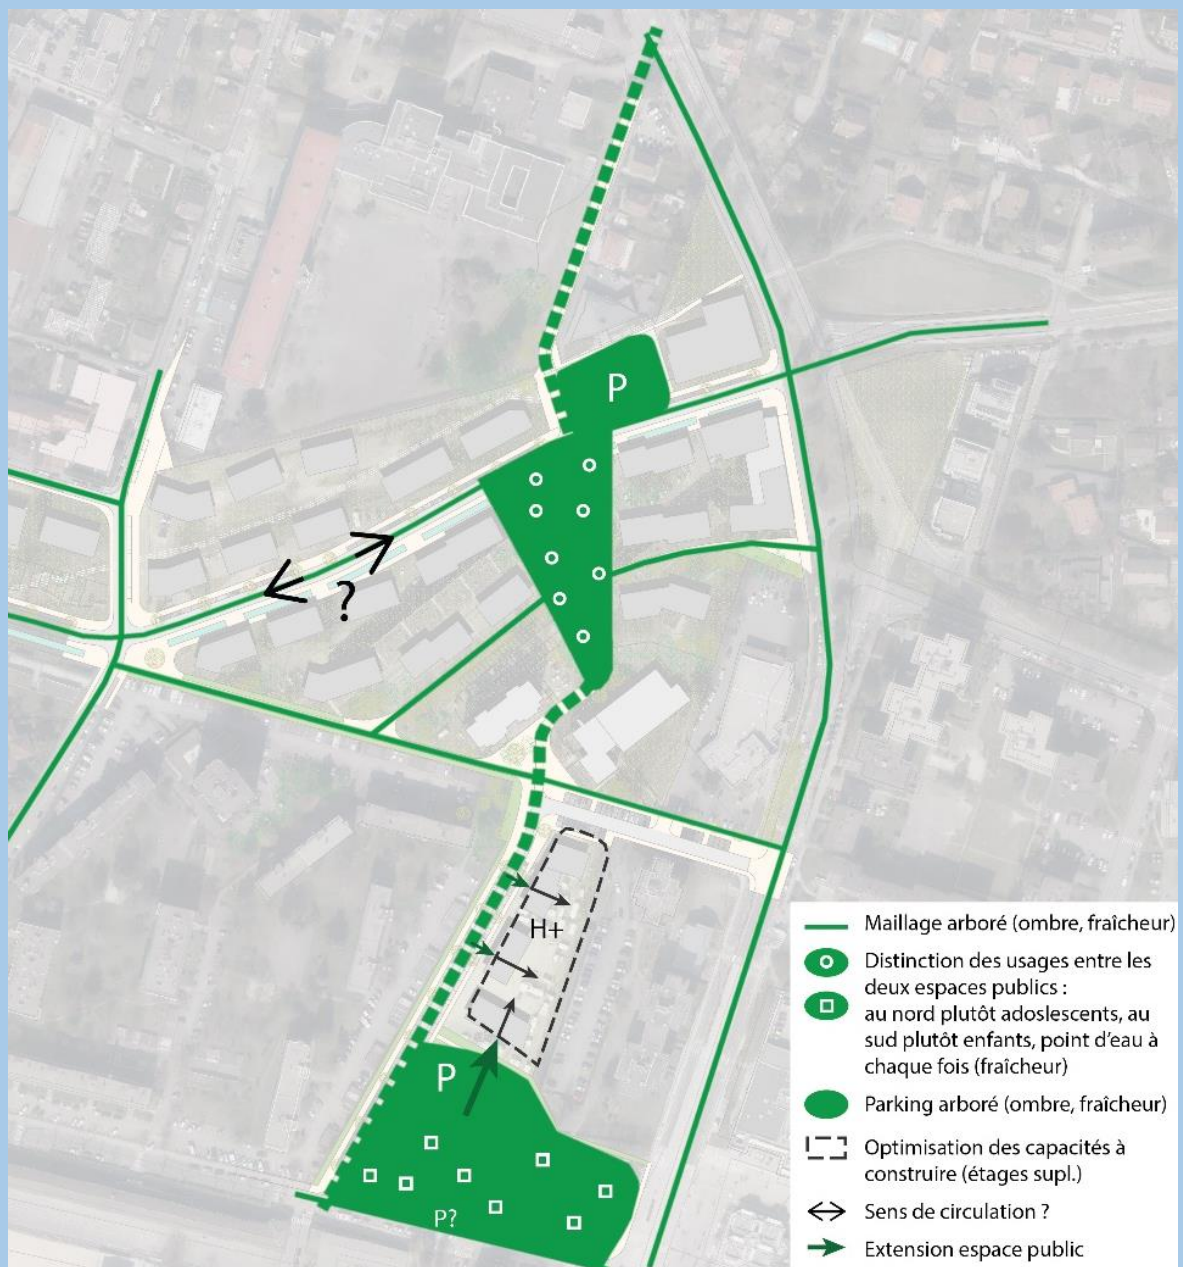 P
?
H+
P
P?
Maillage arboré (ombre, fraîcheur)
Distinction des usages entre les
deux espaces publics :
au nord plutôt adoslescents, au
sud plutôt enfants, point d'eau à
chaque fois (fraîcheur)
Parking arboré (ombre, fraîcheur)
Optimisation des capacités à
construire (étages supl.)
Sens de circulation ?
Extension espace public